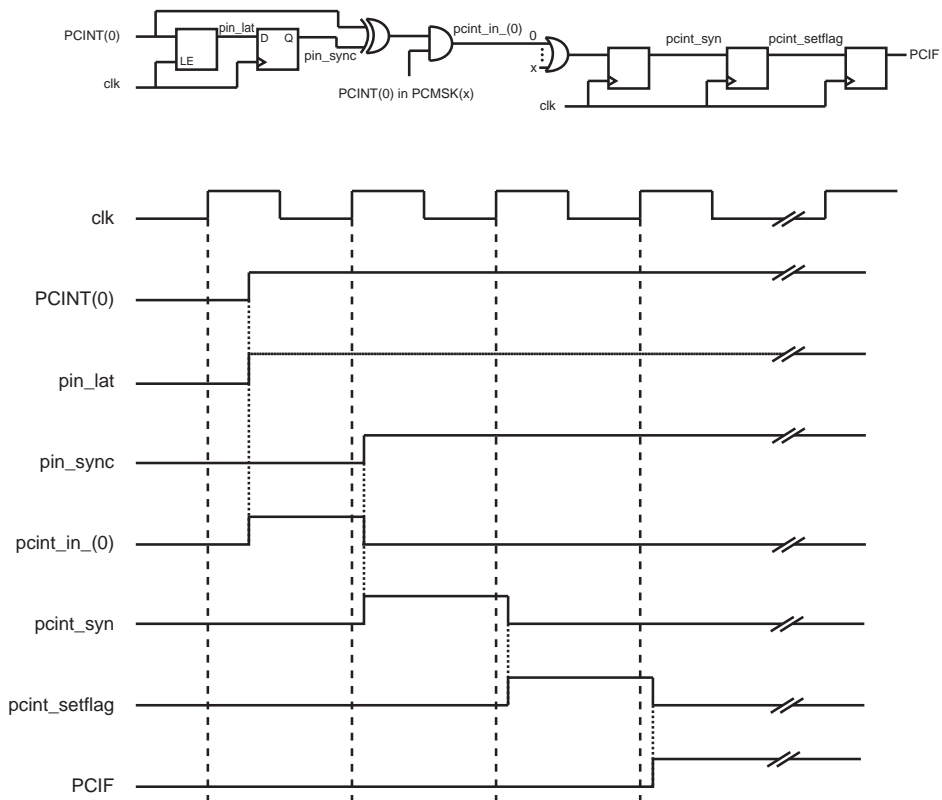 PCINT(0)
pin_lat
D
Q
LE
pin_sync
clk
PCINT(0) in PCMSK(x)
pcint_in_(0)
0
x
clk
pcint_syn
pcint_setflag
PCIF
clk
PCINT(0)
pin_lat
pin_sync
pcint_in_(0)
pcint_syn
pcint_setflag
PCIF